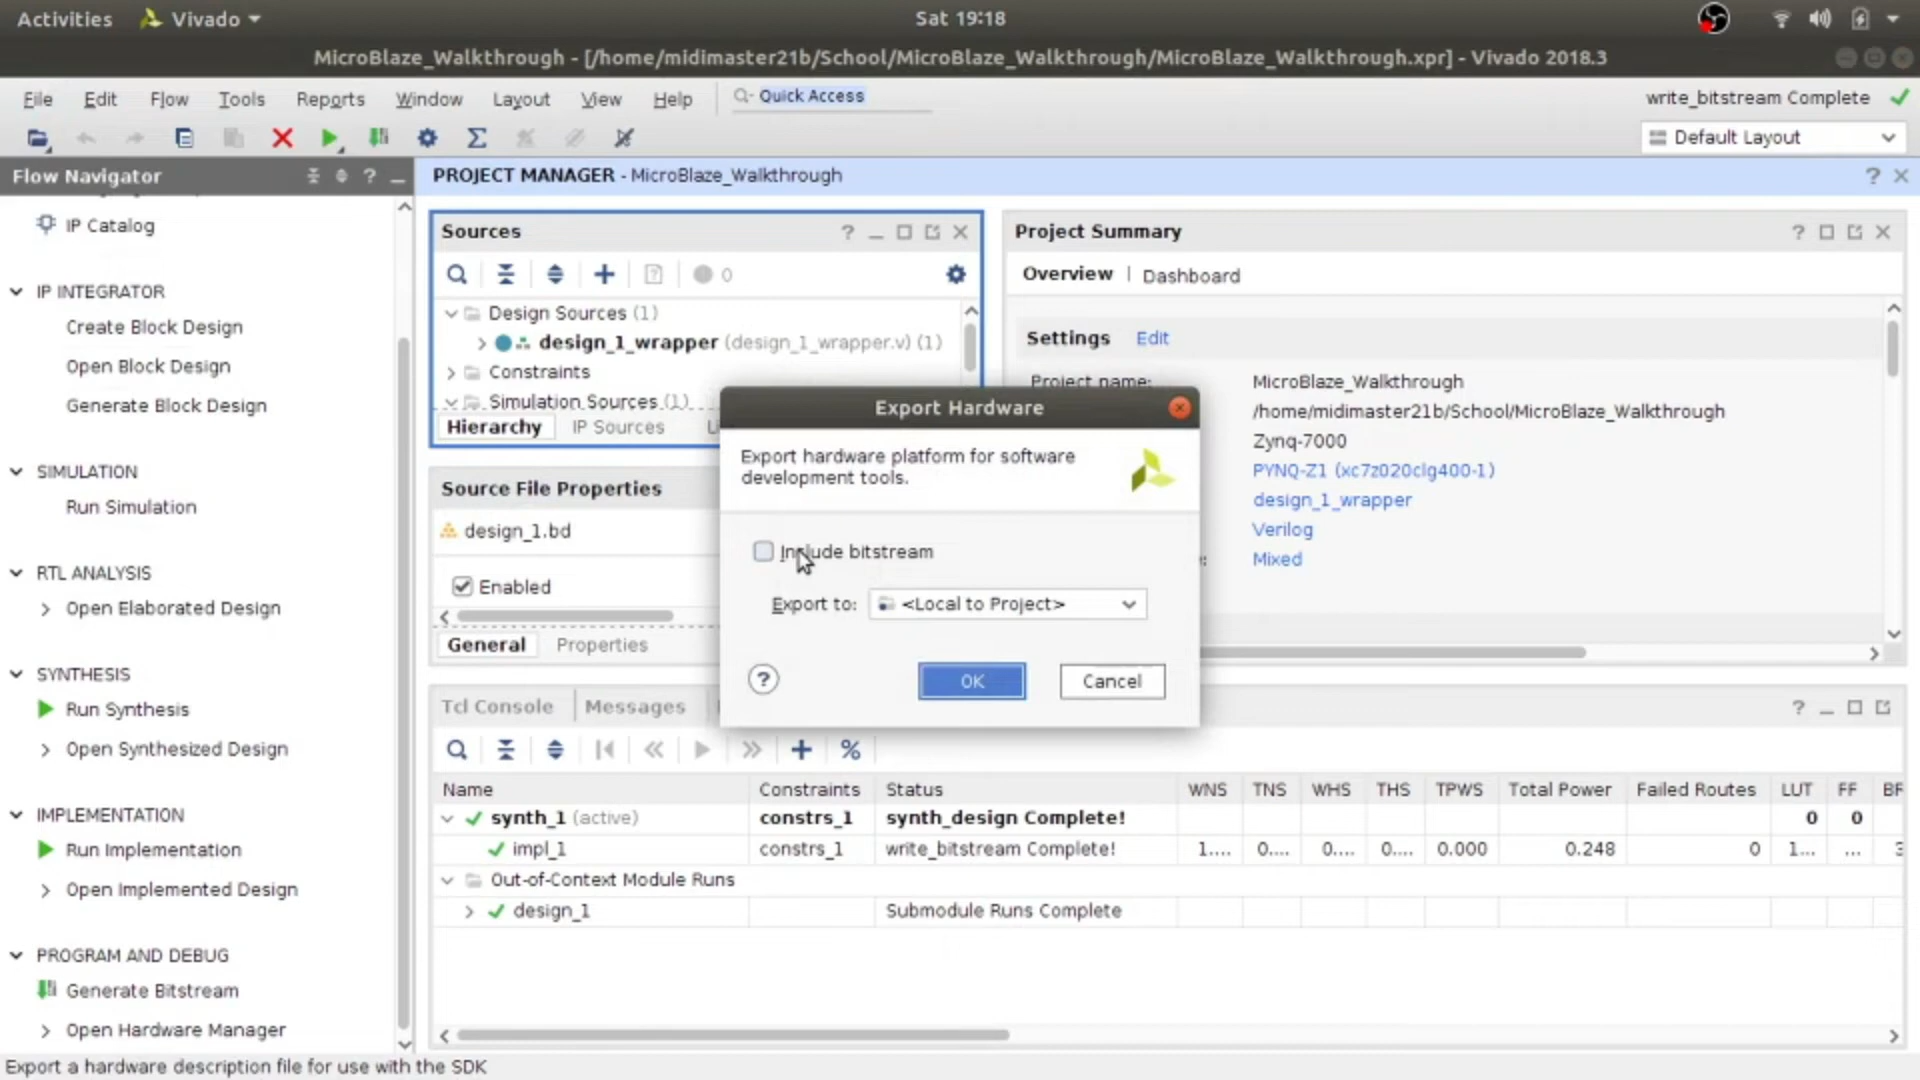 Activities Vivado Sat 19:18
MicroBlaze_Walkthrough - [/home/midimaster21b/School/MicroBlaze_Walkthrough/MicroBlaze_Walkthrough.xpr] - Vivado 2018.3
File Edit Flow Tools Reports Window Layout View Help Quick Access write_bitstream Complete
Default Layout
Flow Navigator
IP Catalog
IP INTEGRATOR
Create Block Design
Open Block Design
Generate Block Design
SIMULATION
Run Simulation
RTL ANALYSIS
Open Elaborated Design
SYNTHESIS
Run Synthesis
Open Synthesized Design
IMPLEMENTATION
Run Implementation
Open Implemented Design
PROGRAM AND DEBUG
Generate Bitstream
Open Hardware Manager
PROJECT MANAGER - MicroBlaze_Walkthrough
Sources
0
Design Sources (1)
design_1_wrapper (design_1_wrapper.v) (1)
Constraints
Simulation Sources (1)
Hierarchy IP Sources
Source File Properties
design_1.bd
Enabled
General Properties
Project Summary
Overview | Dashboard
Settings Edit
Project name: MicroBlaze_Walkthrough
/home/midimaster21b/School/MicroBlaze_Walkthrough
Zynq-7000
PYNQ-Z1 (xc7z020clg400-1)
design_1_wrapper
Verilog
Mixed
Export Hardware
Export hardware platform for software
development tools.
Include bitstream
Export to: <Local to Project>
? OK Cancel
Tcl Console Messages
Name Constraints Status WNS TNS WHS THS TPWS Total Power Failed Routes LUT FF BR
synth_1 (active) constrs_1 synth_design Complete! 0 0
impl_1 constrs_1 write_bitstream Complete! 1.... 0.... 0.... 0.... 0.000 0.248 0 1... ...
Out-of-Context Module Runs
design_1 Submodule Runs Complete
Export a hardware description file for use with the SDK